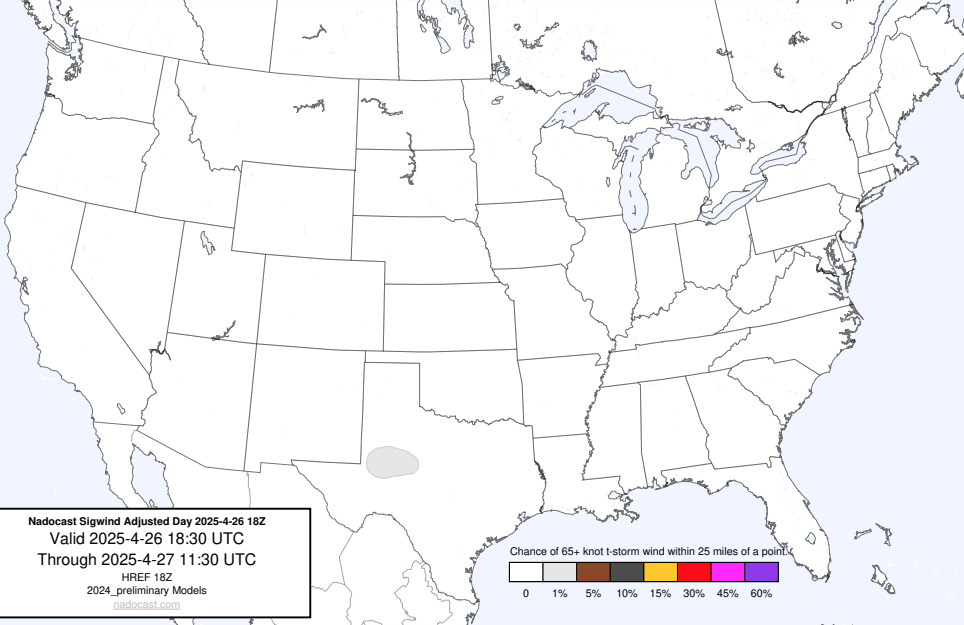 Nadocast Sigwind Adjusted Day 2025-4-26 18Z
Valid 2025-4-26 18:30 UTC
Through 2025-4-27 11:30 UTC
HREF 18Z
2024_preliminary Models
nadocast.com
Chance of 65+ knot t-storm wind within 25 miles of a point.
0 1% 5% 10% 15% 30% 45% 60%